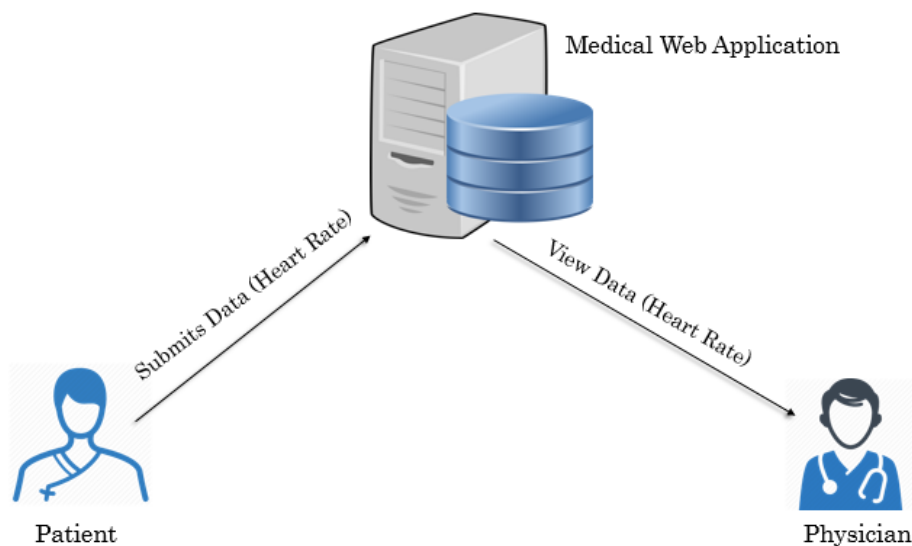 Medical Web Application
Submits Data (Heart Rate)
View Data (Heart Rate)
Patient
Physician